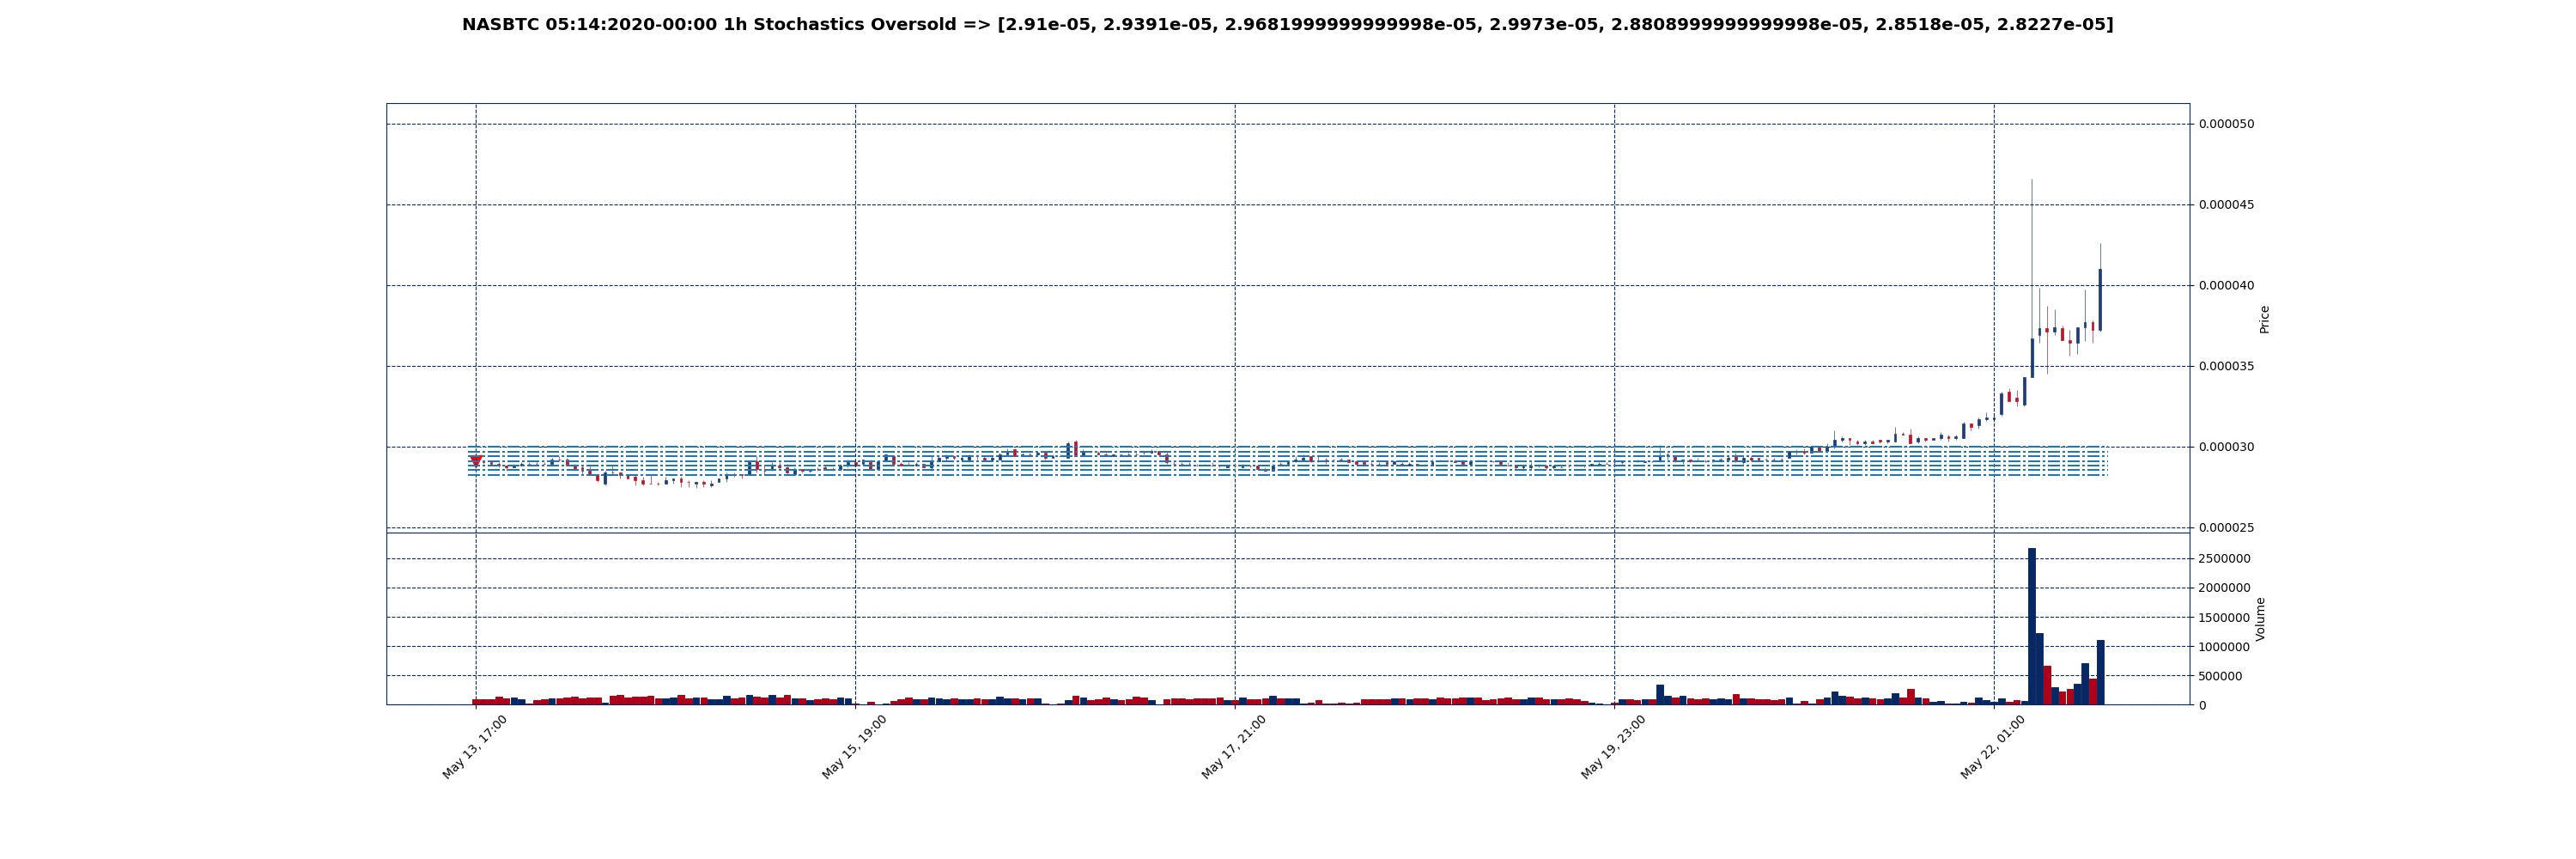 NASBTC 05:14:2020-00:00 1h Stochastics Oversold => [2.91e-05, 2.9391e-05, 2.9681999999999998e-05, 2.9973e-05, 2.8808999999999998e-05, 2.8518e-05, 2.8227e-05]
0.000050
0.000045
0.000040
Price
0.000035
0.000030
0.000025
2500000
2000000
1500000
Volume
1000000
500000
0
May 13, 17:00
May 15, 19:00
May 17, 21:00
May 19, 23:00
May 22, 01:00